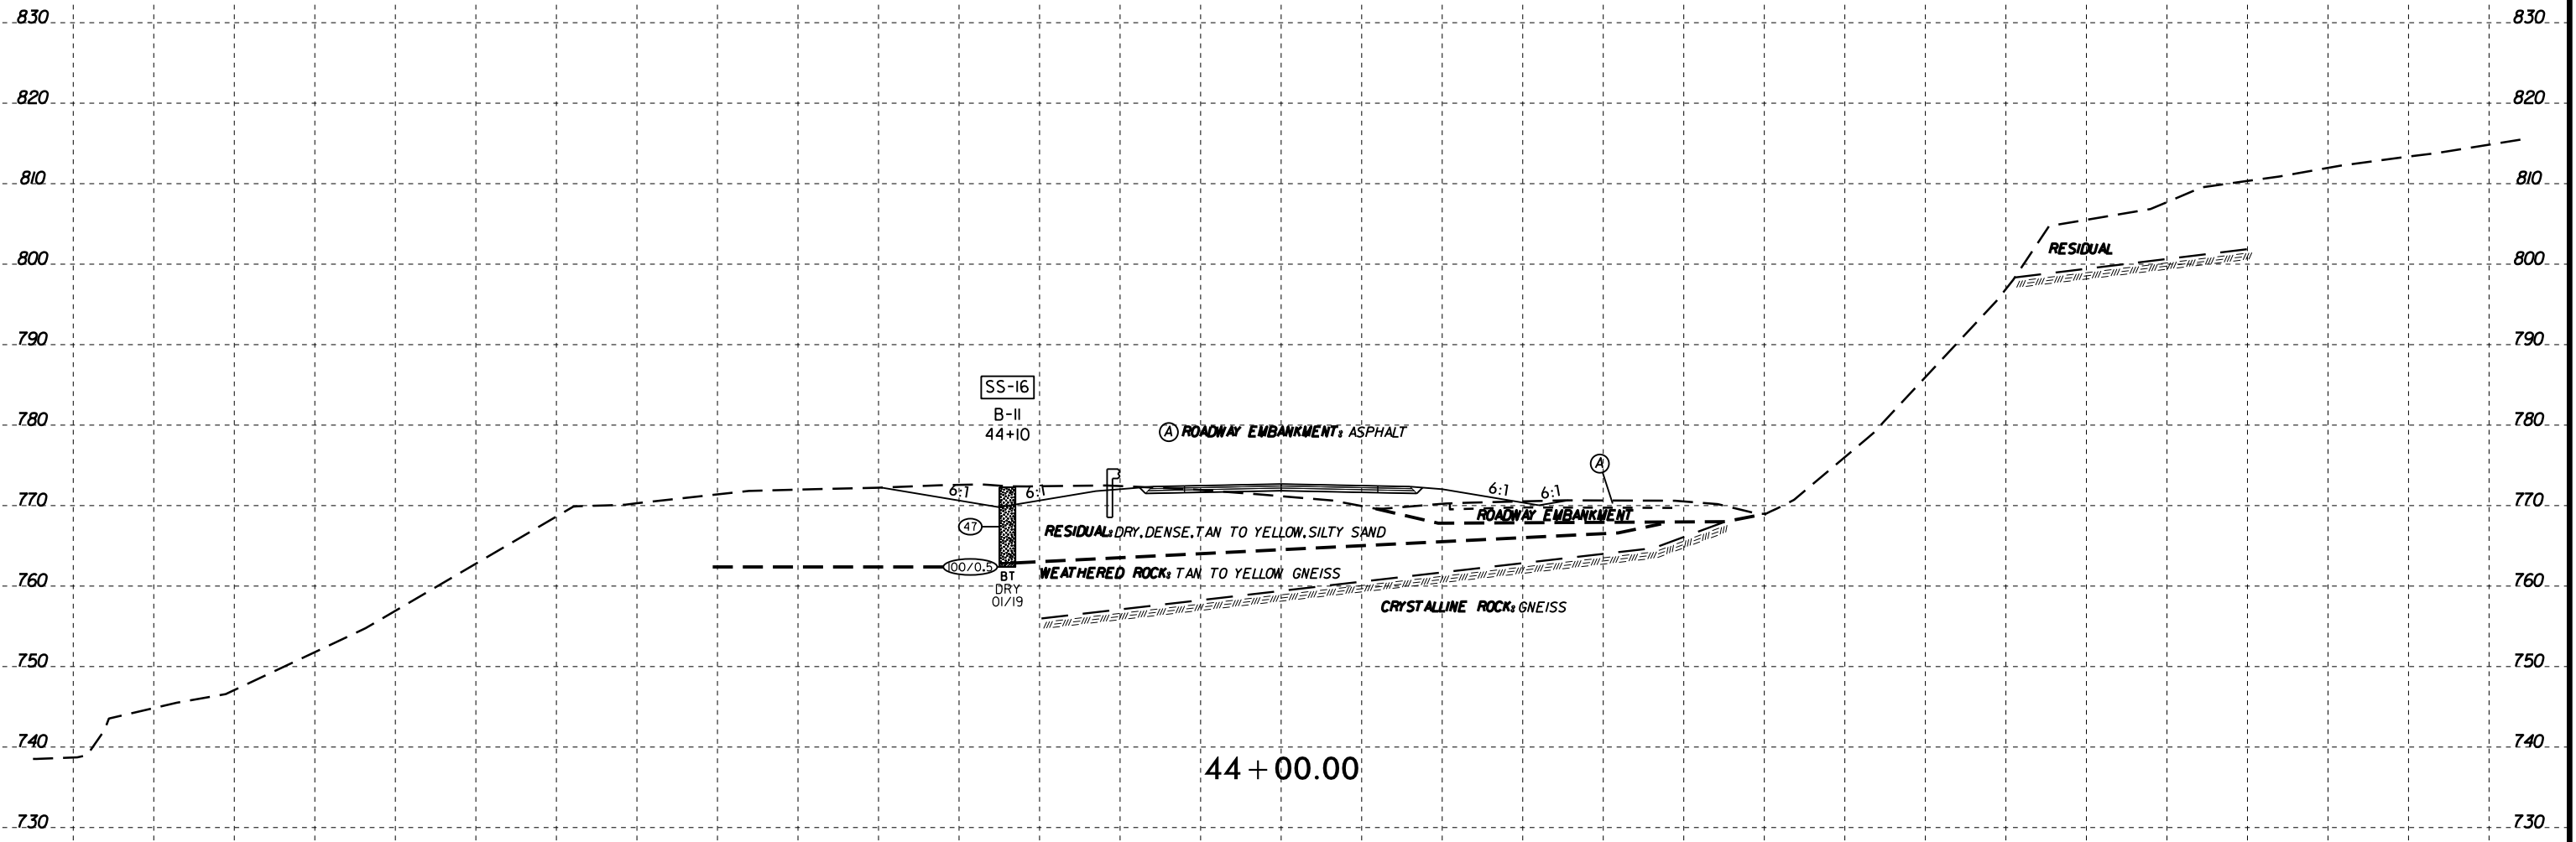 830 830
820 820
810 810
RESIDUAL
800 800
790 790
SS-16
B-11
780 780
44+10
A ROADWAY EMBANKMENT: ASPHALT
A
6:1 6:1 6:1 6:1
770 770
ROADWAY EMBANKMENT
47
RESIDUAL: DRY, DENSE, TAN TO YELLOW, SILTY SAND
100/0.5
WEATHERED ROCK: TAN TO YELLOW GNEISS
BT
760 760
DRY
01/19
CRYSTALLINE ROCK: GNEISS
750 750
740 740
44+00.00
730 730